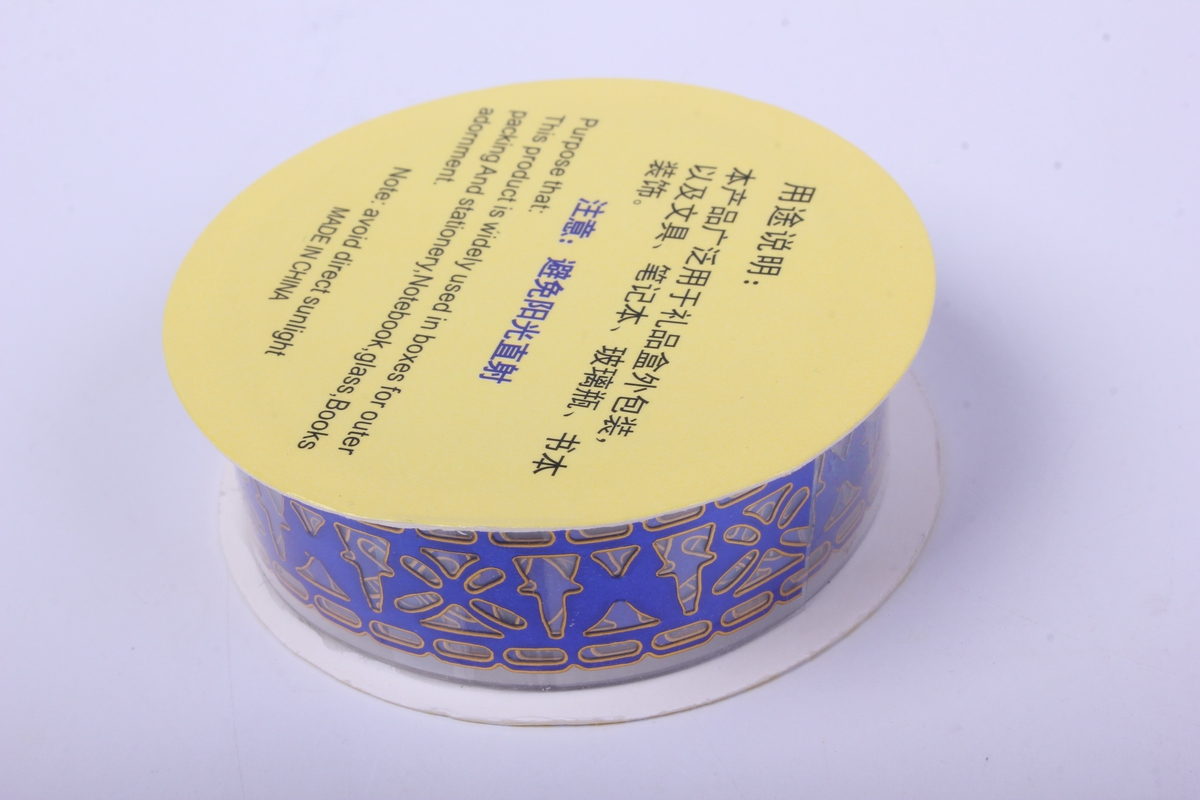 用途说明：
本产品广泛用于礼品盒外包装，
以及文具、笔记本、玻璃瓶、书本
装饰。
注意：避免阳光直射
Purpose that:
This product is widely used in boxes for outer
packing And stationery,Notebook,glass,Books
adornment.
Note: avoid direct sunlight
MADE IN CHINA